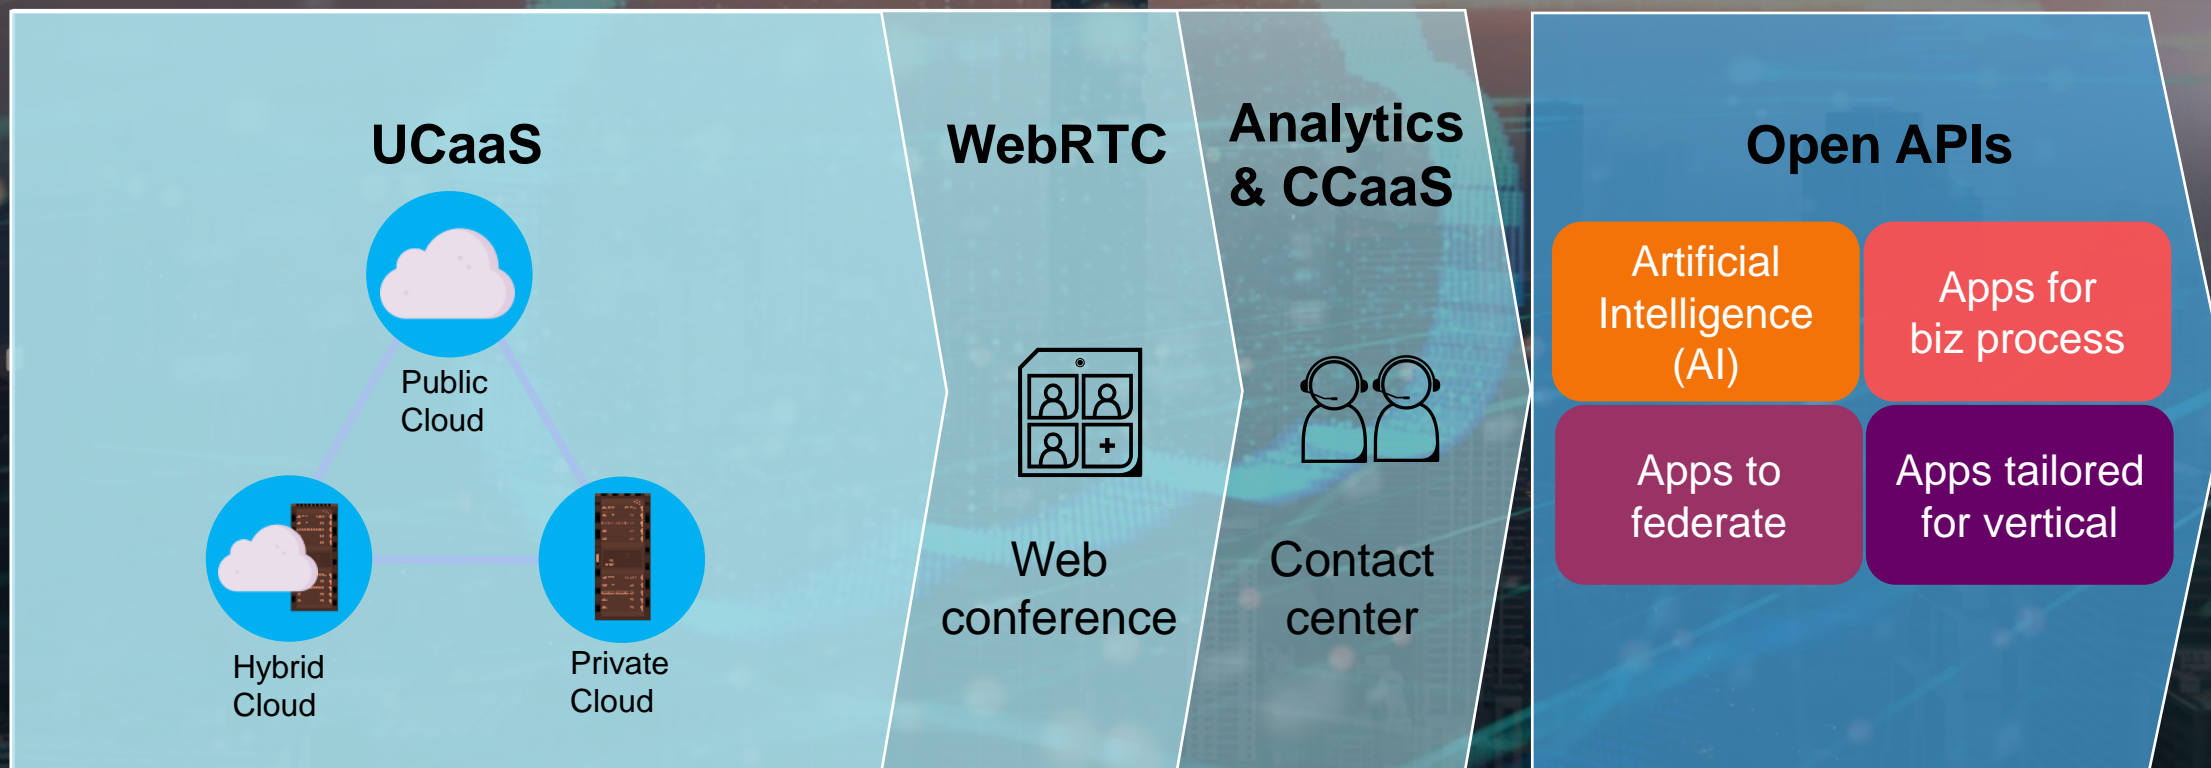 UCaaS
Public
Cloud
Hybrid
Cloud
Private
Cloud
WebRTC
Web
conference
Analytics
& CCaaS
Contact
center
Open APIs
Artificial
Intelligence
(AI)
Apps for
biz process
Apps to
federate
Apps tailored
for vertical